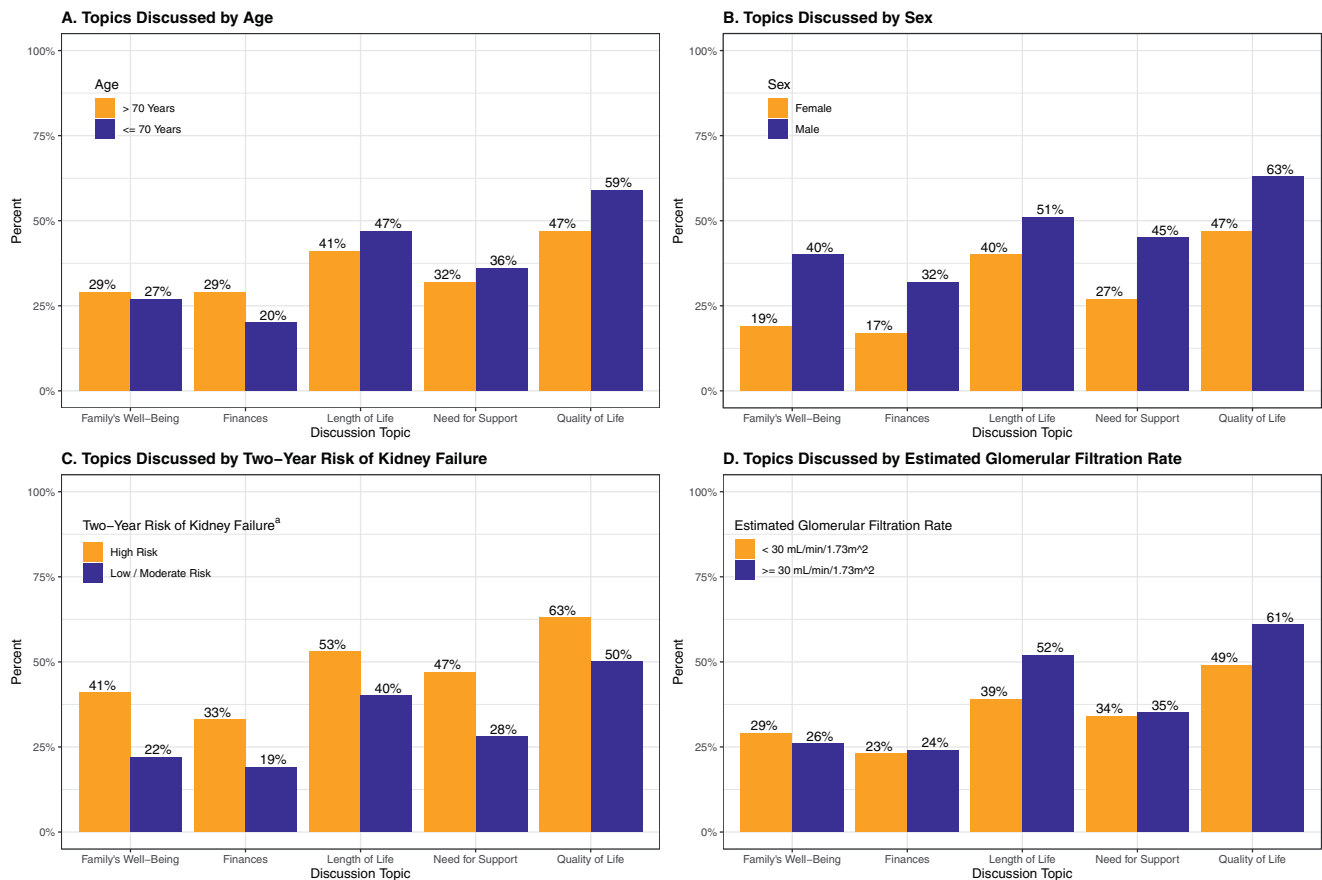 A. Topics Discussed by Age
100%
75%
50%
25%
0%
Percent
Age
> 70 Years
<= 70 Years
29%
27%
29%
20%
41%
47%
32%
36%
47%
59%
Family's Well−Being
Finances
Length of Life
Need for Support
Quality of Life
Discussion Topic
B. Topics Discussed by Sex
100%
75%
50%
25%
0%
Percent
Sex
Female
Male
19%
40%
17%
32%
40%
51%
27%
45%
47%
63%
Family's Well−Being
Finances
Length of Life
Need for Support
Quality of Life
Discussion Topic
C. Topics Discussed by Two−Year Risk of Kidney Failure
100%
75%
50%
25%
0%
Percent
Two−Year Risk of Kidney Failureᵃ
High Risk
Low / Moderate Risk
41%
22%
33%
19%
53%
40%
47%
28%
63%
50%
Family's Well−Being
Finances
Length of Life
Need for Support
Quality of Life
Discussion Topic
D. Topics Discussed by Estimated Glomerular Filtration Rate
100%
75%
50%
25%
0%
Percent
Estimated Glomerular Filtration Rate
< 30 mL/min/1.73m^2
>= 30 mL/min/1.73m^2
29%
26%
23%
24%
39%
52%
34%
35%
49%
61%
Family's Well−Being
Finances
Length of Life
Need for Support
Quality of Life
Discussion Topic